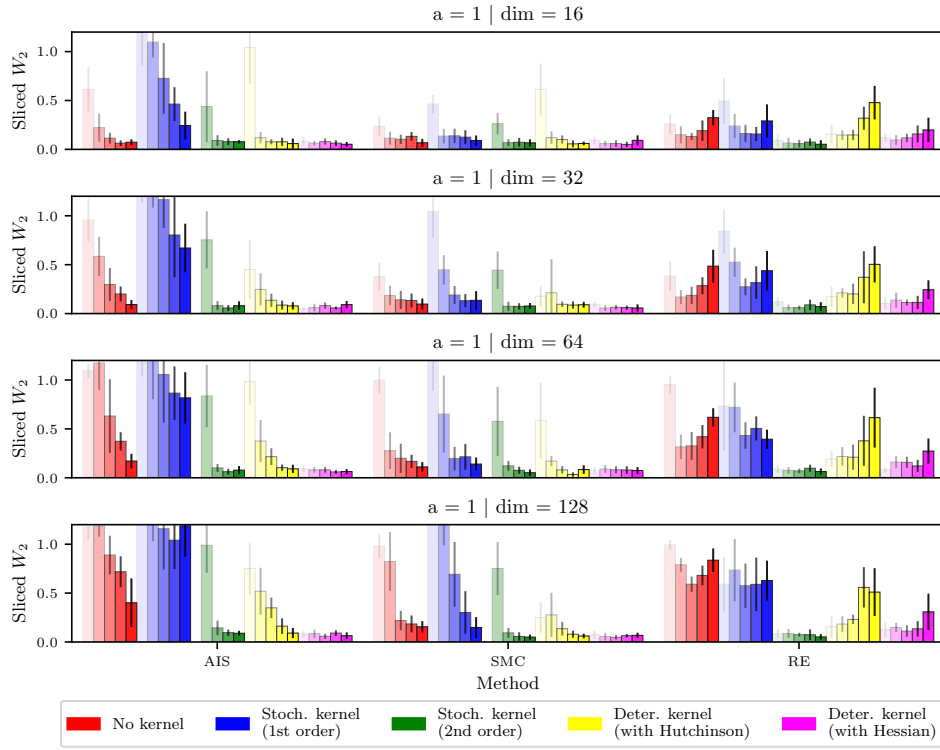 a = 1 | dim = 16
Sliced W₂
1.0
0.5
0.0
a = 1 | dim = 32
Sliced W₂
1.0
0.5
0.0
a = 1 | dim = 64
Sliced W₂
1.0
0.5
0.0
a = 1 | dim = 128
Sliced W₂
1.0
0.5
0.0
AIS SMC RE
Method
No kernel
Stoch. kernel
(1st order)
Stoch. kernel
(2nd order)
Deter. kernel
(with Hutchinson)
Deter. kernel
(with Hessian)